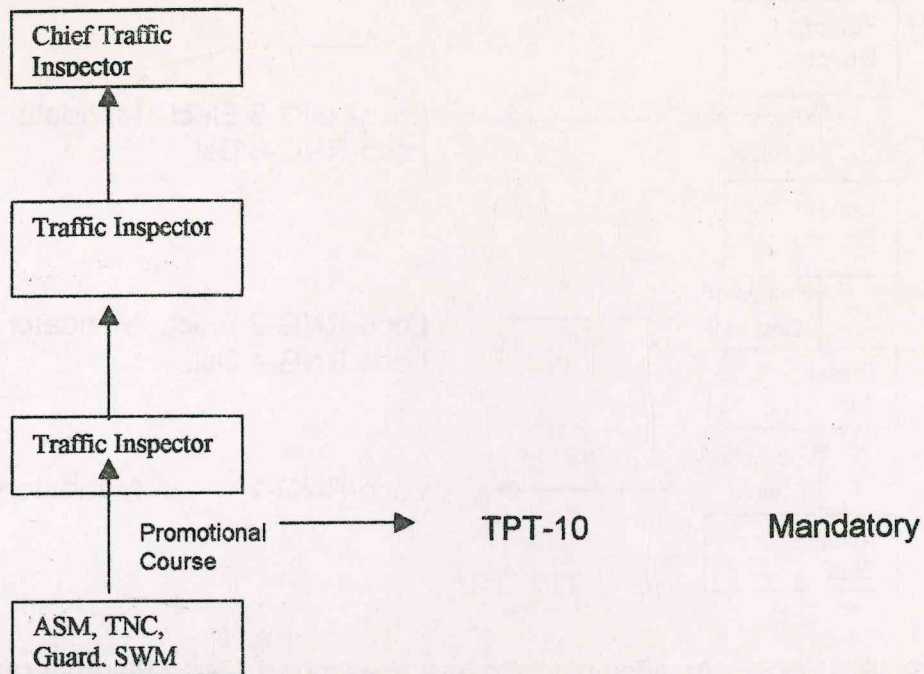 Chief Traffic
Inspector
Traffic Inspector
Traffic Inspector
Promotional
Course
TPT-10
Mandatory
ASM, TNC,
Guard. SWM